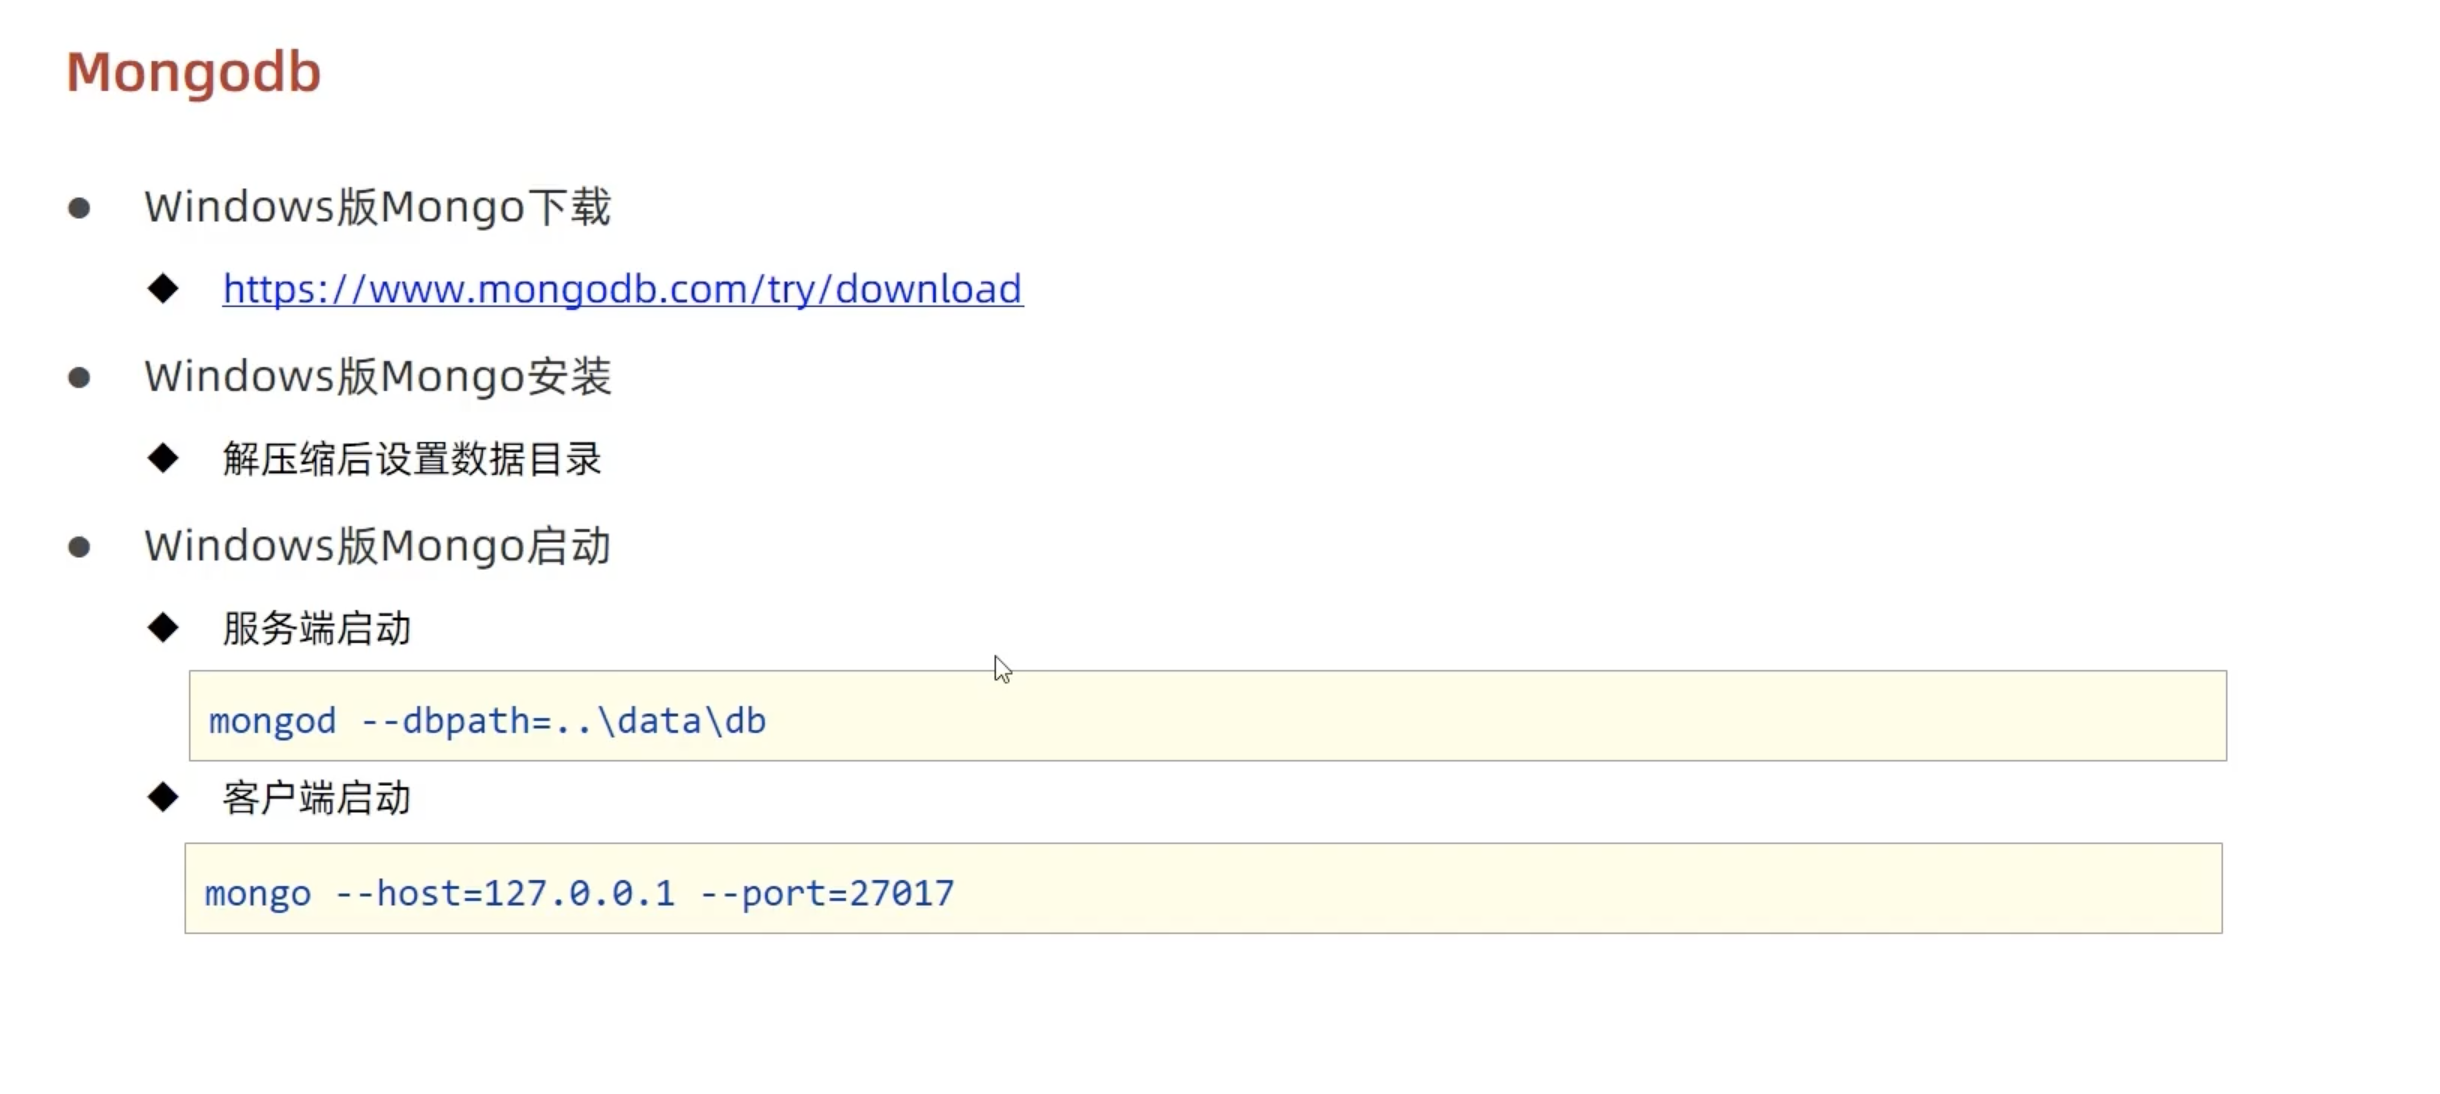 Mongodb
Windows版Mongo下载
https://www.mongodb.com/try/download
Windows版Mongo安装
解压缩后设置数据目录
Windows版Mongo启动
服务端启动
mongod --dbpath=..\data\db
客户端启动
mongo --host=127.0.0.1 --port=27017